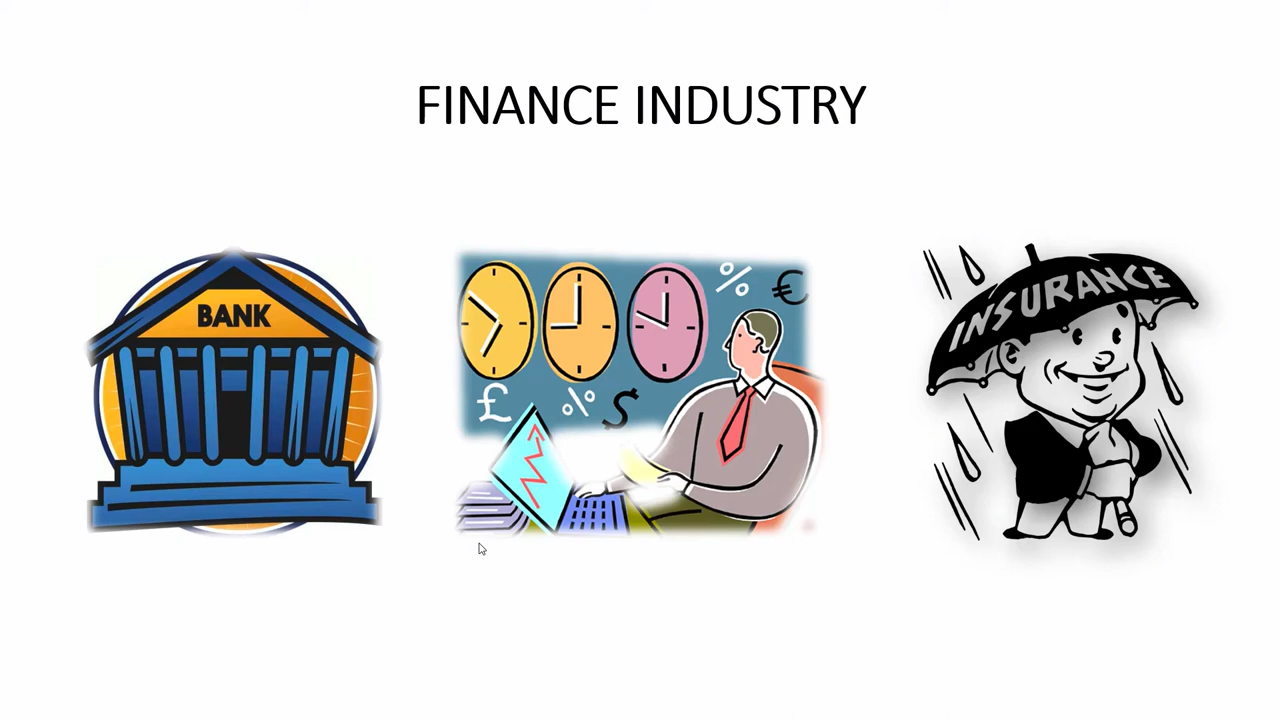 FINANCE INDUSTRY
BANK
% €
£ % $
INSURANCE